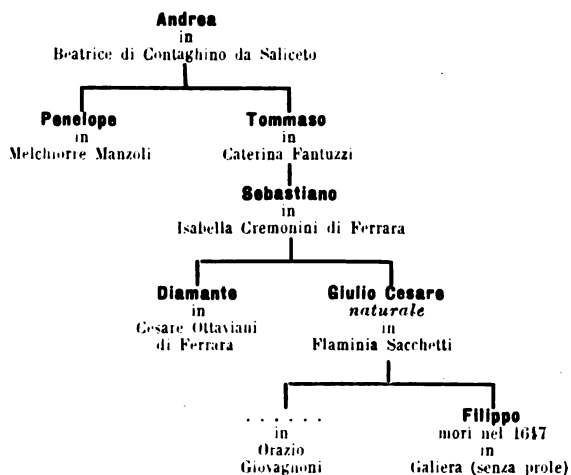 Andrea
in
Beatrice di Contaghino da Saliceto
Penelope
in
Melchiorre Manzoli
Tommaso
in
Caterina Fantuzzi
Sebastiano
in
Isabella Cremonini di Ferrara
Diamante
in
Cesare Ottaviani
di Ferrara
Giulio Cesare
naturale
in
Flaminia Sacchetti
. . . . . .
in
Orazio
Giovagnoni
Filippo
mori nel 1647
in
Galiera (senza prole)